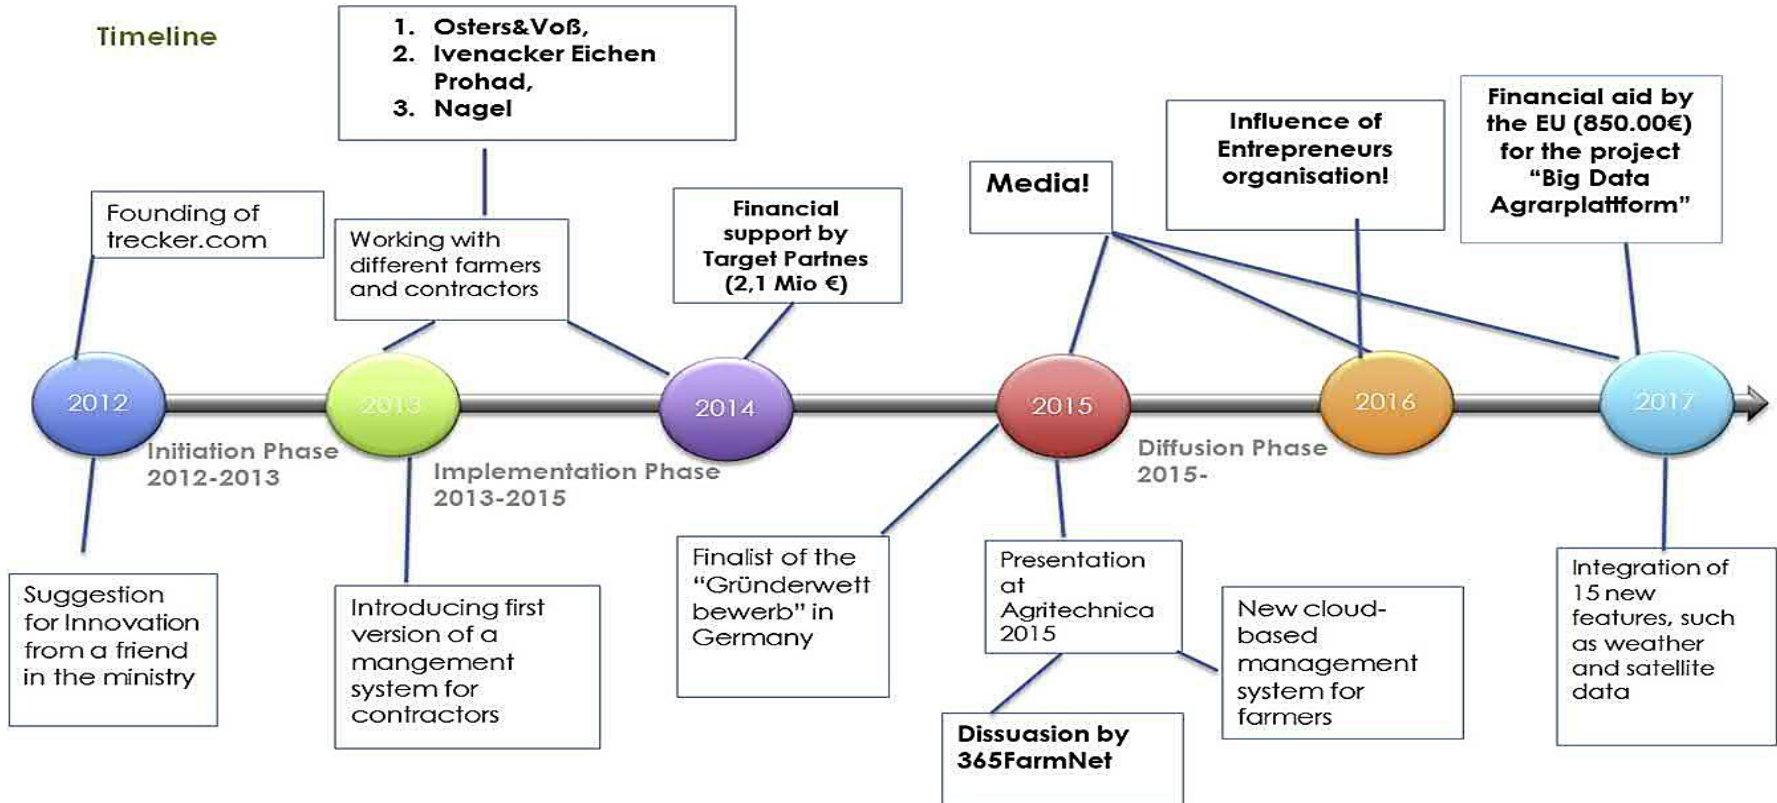 Timeline
1. Osters&Voß,
2. Ivenacker Eichen
Prohad,
3. Nagel
Founding of
trecker.com
Working with
different farmers
and contractors
Financial
support by
Target Partnes
(2,1 Mio €)
Media!
Influence of
Entrepreneurs
organisation!
Financial aid by
the EU (850.00€)
for the project
“Big Data
Agrarplattform”
2012
2013
2014
2015
2016
2017
Initiation Phase
2012-2013
Implementation Phase
2013-2015
Diffusion Phase
2015-
Suggestion
for Innovation
from a friend
in the ministry
Introducing first
version of a
mangement
system for
contractors
Finalist of the
“Gründerwett
bewerb” in
Germany
Presentation
at
Agritechnica
2015
Dissuasion by
365FarmNet
New cloud-
based
management
system for
farmers
Integration of
15 new
features, such
as weather
and satellite
data